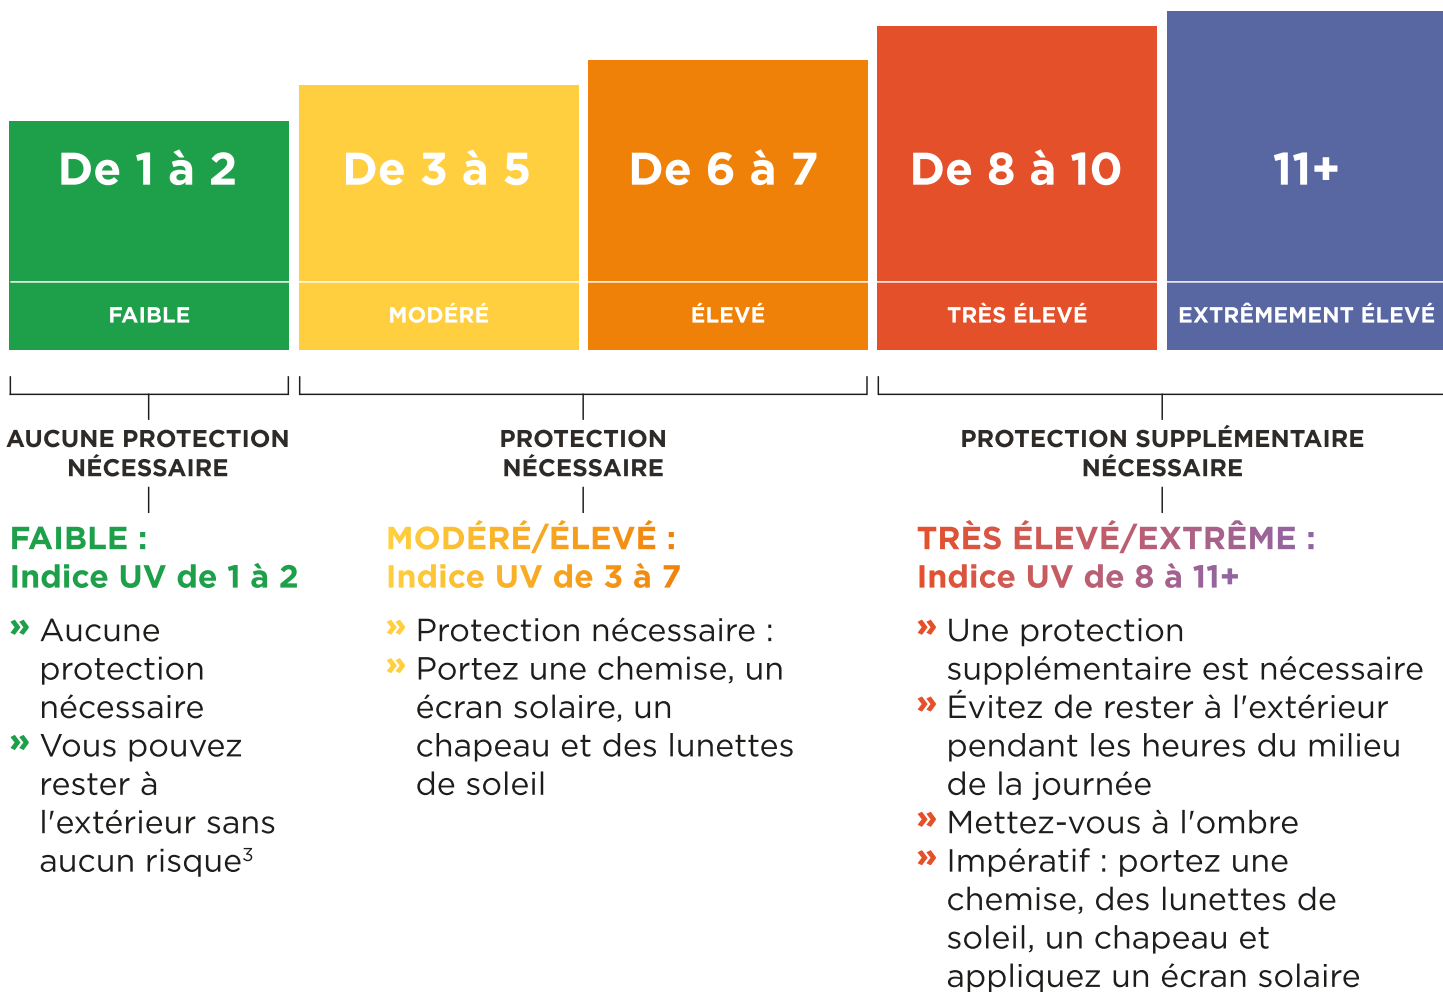 De 1 à 2
FAIBLE
De 3 à 5
MODÉRÉ
De 6 à 7
ÉLEVÉ
De 8 à 10
TRÈS ÉLEVÉ
11+
EXTRÊMEMENT ÉLEVÉ
AUCUNE PROTECTION
NÉCESSAIRE
FAIBLE :
Indice UV de 1 à 2
» Aucune
protection
nécessaire
» Vous pouvez
rester à
l'extérieur sans
aucun risque³
PROTECTION
NÉCESSAIRE
MODÉRÉ/ÉLEVÉ :
Indice UV de 3 à 7
» Protection nécessaire :
» Portez une chemise, un
écran solaire, un
chapeau et des lunettes
de soleil
PROTECTION SUPPLÉMENTAIRE
NÉCESSAIRE
TRÈS ÉLEVÉ/EXTRÊME :
Indice UV de 8 à 11+
» Une protection
supplémentaire est nécessaire
» Évitez de rester à l'extérieur
pendant les heures du milieu
de la journée
» Mettez-vous à l'ombre
» Impératif : portez une
chemise, des lunettes de
soleil, un chapeau et
appliquez un écran solaire